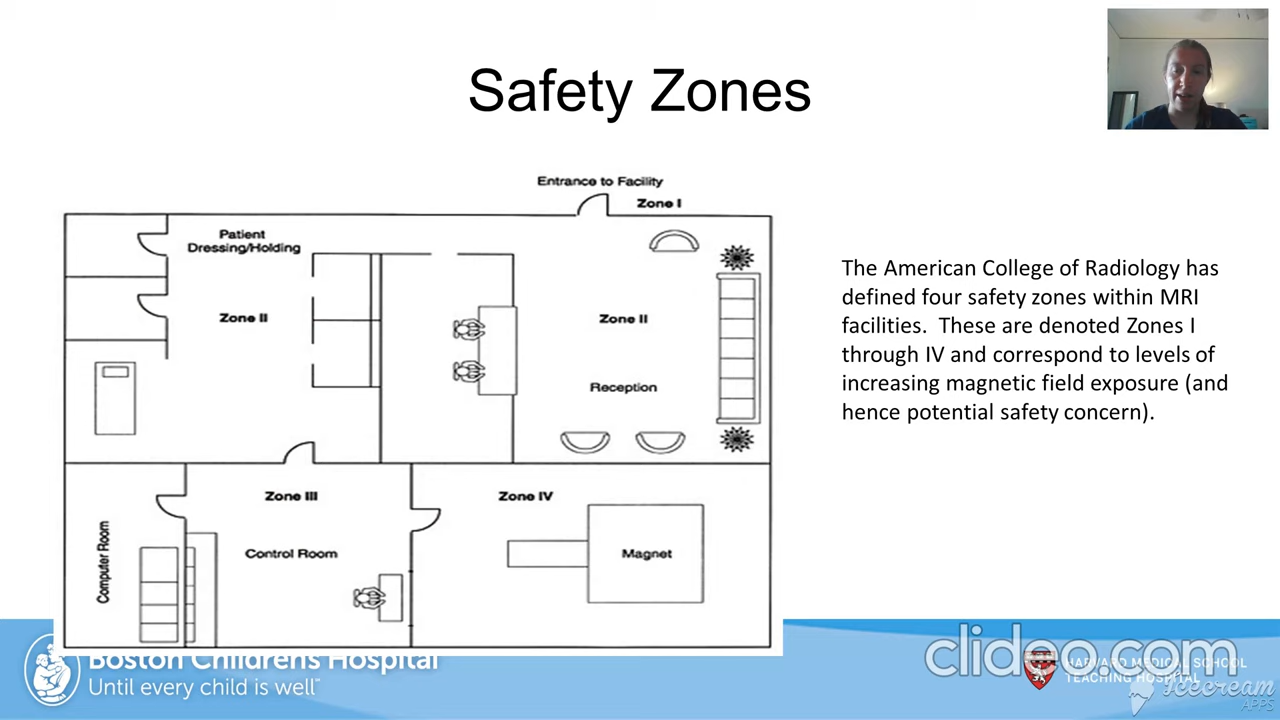 Safety Zones
Entrance to Facility
Zone I
Patient
Dressing/Holding
Zone II
Zone II
Reception
The American College of Radiology has
defined four safety zones within MRI
facilities. These are denoted Zones I
through IV and correspond to levels of
increasing magnetic field exposure (and
hence potential safety concern).
Zone III
Zone IV
Computer Room
Control Room
Magnet
Boston Children's Hospital
Until every child is well™
HARVARD MEDICAL SCHOOL
TEACHING HOSPITAL
clideo.com
Icecream
APPS